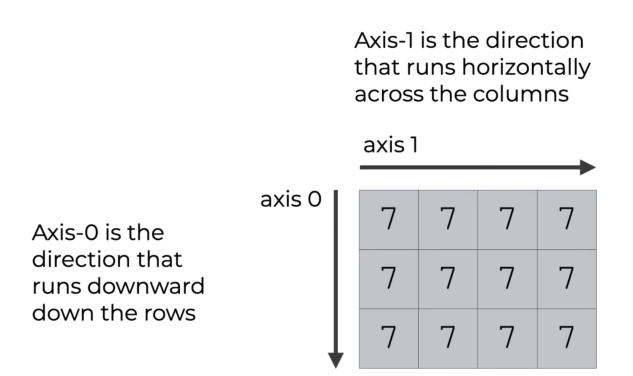 Axis-1 is the direction
that runs horizontally
across the columns
axis 1
axis 0
Axis-0 is the
direction that
runs downward
down the rows
7 7 7 7
7 7 7 7
7 7 7 7